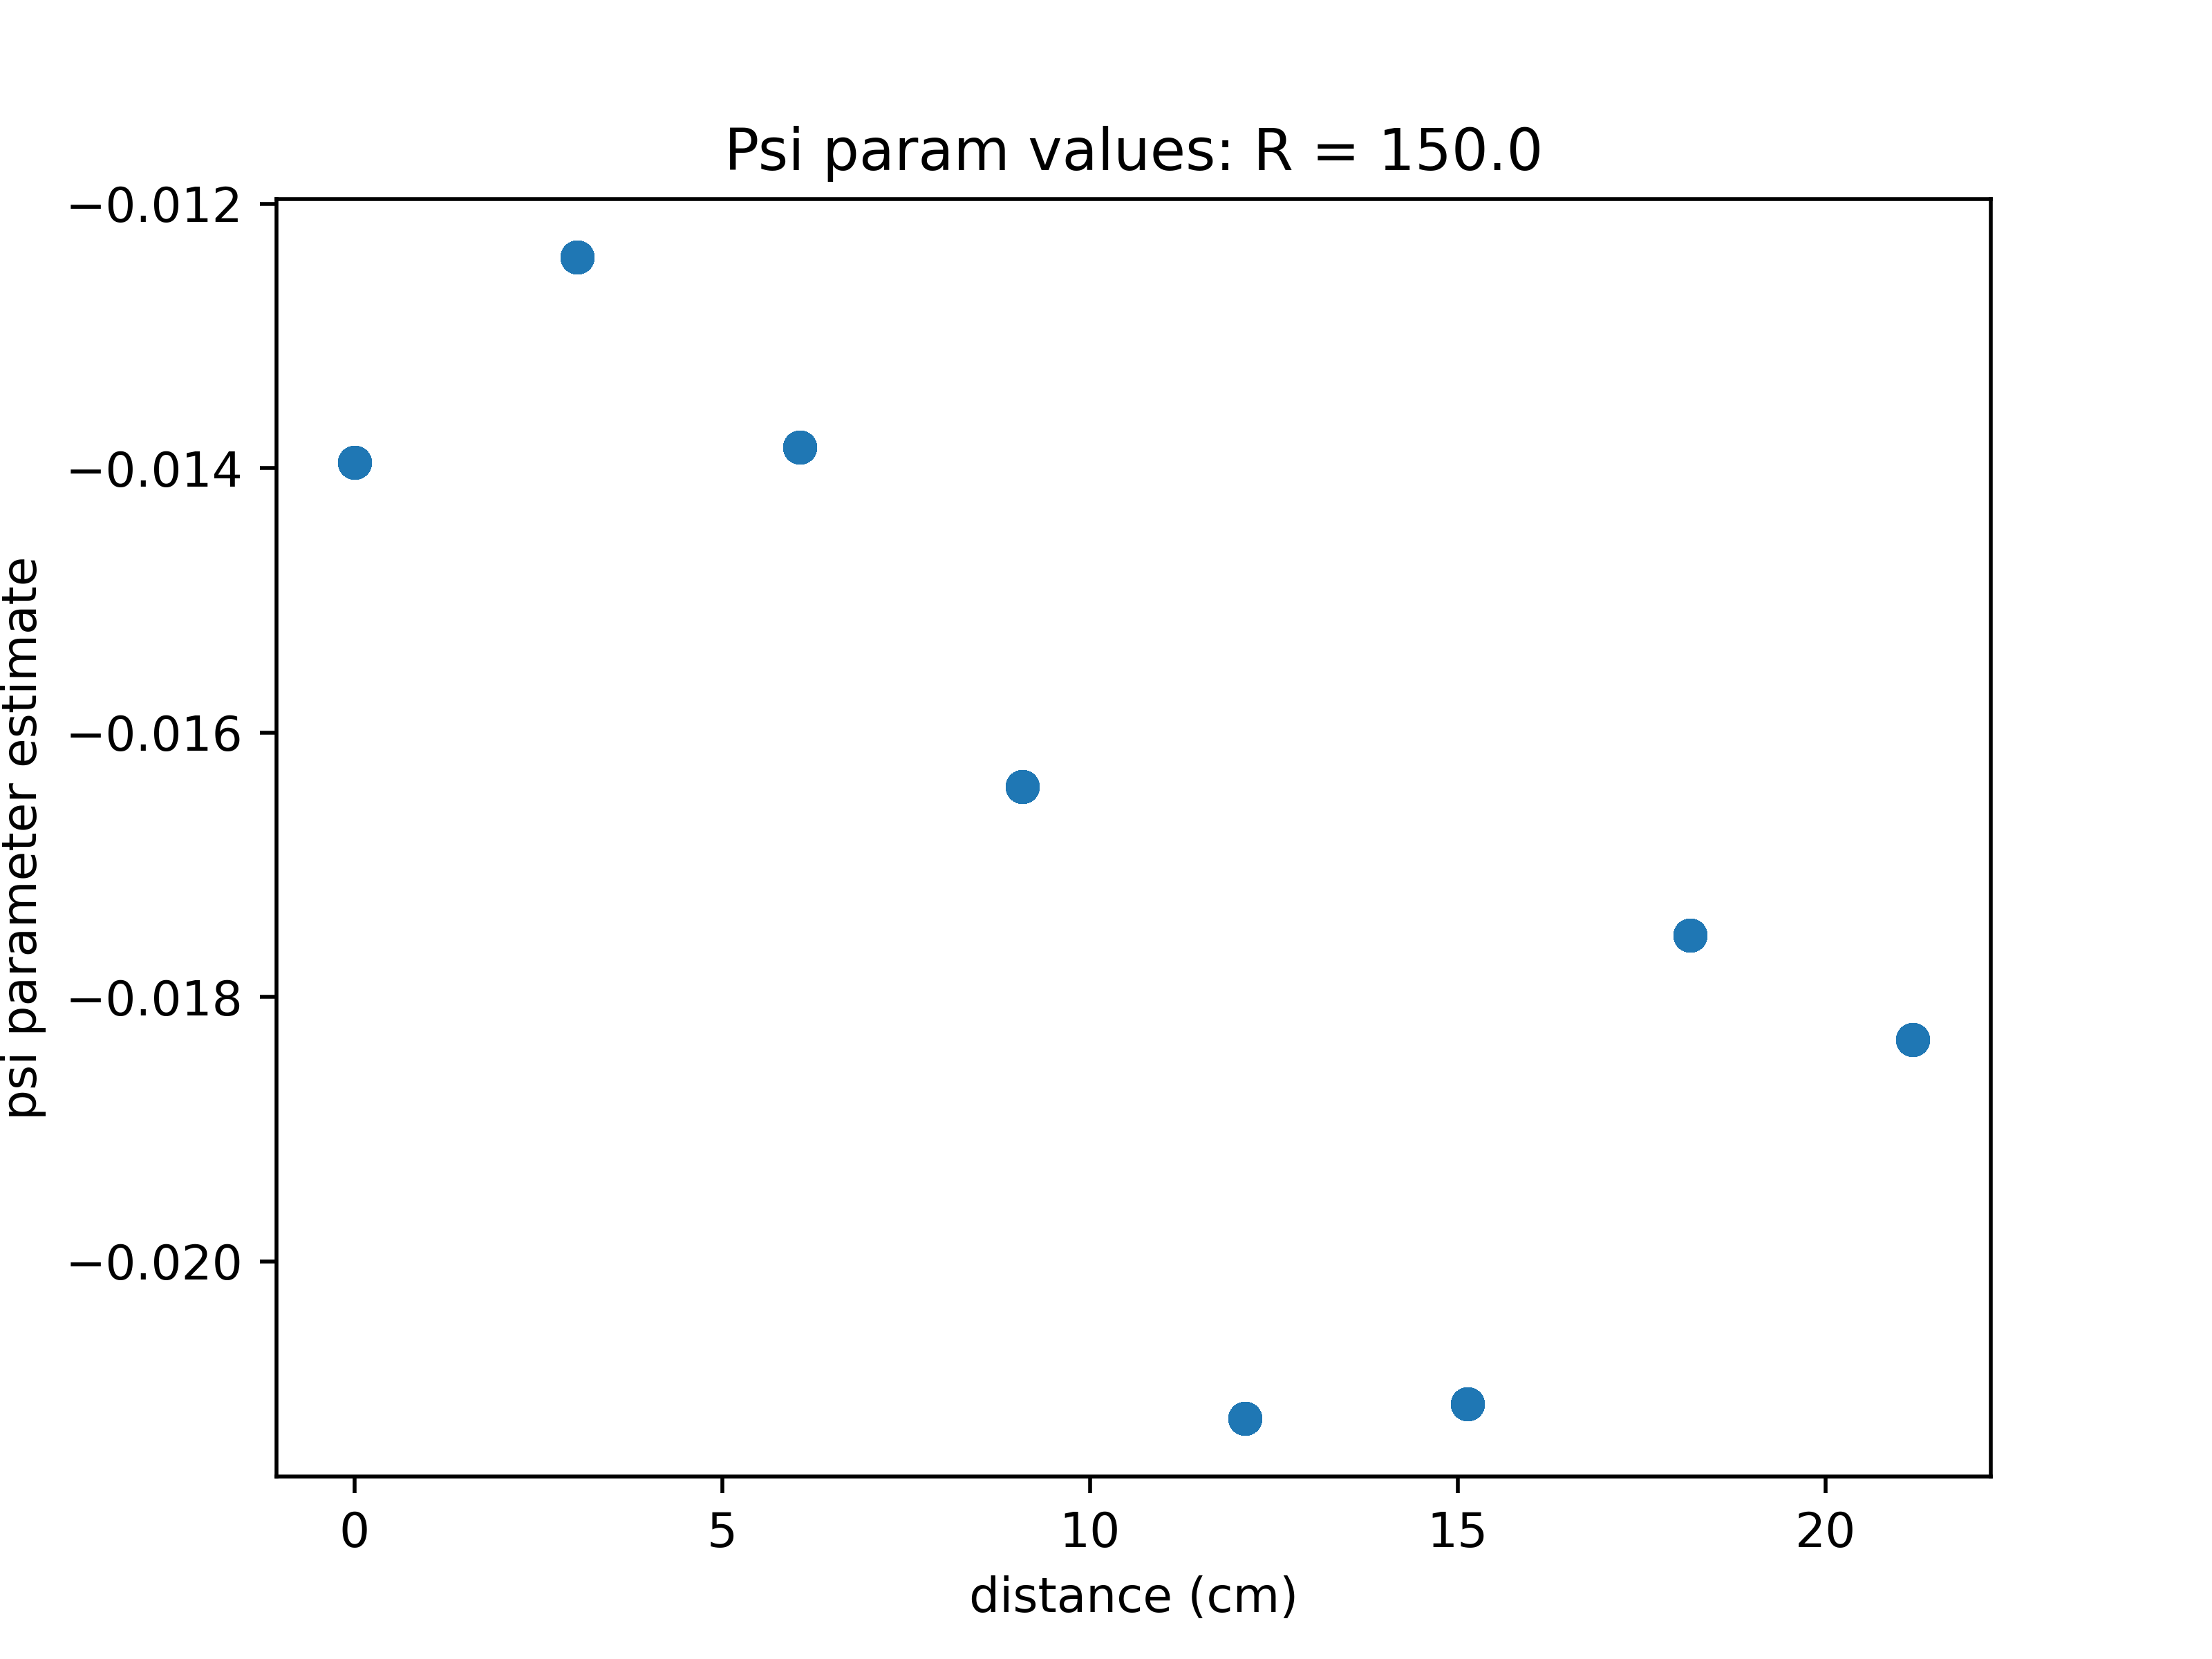 Psi param values: R = 150.0
−0.012
−0.014
−0.016
−0.018
−0.020
psi parameter estimate
0 5 10 15 20
distance (cm)